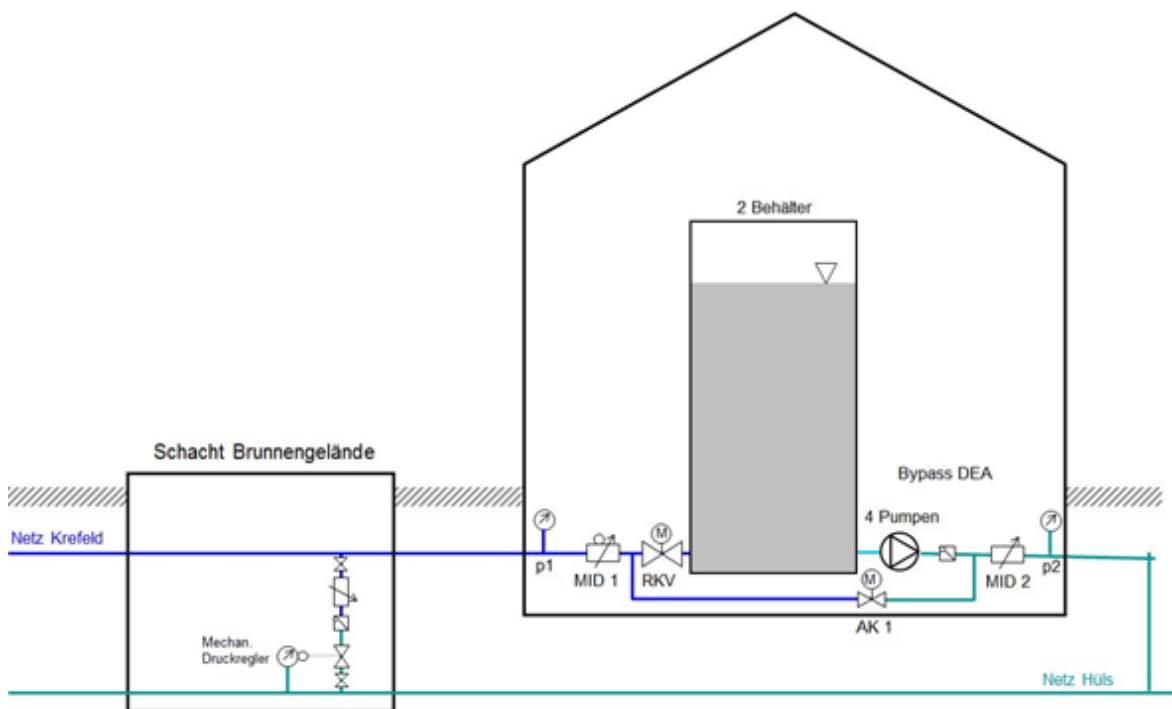 2 Behälter
Schacht Brunnengelände
Bypass DEA
4 Pumpen
Netz Krefeld
M
p1
MID 1
RKV
M
MID 2
p2
AK 1
Mechan.
Druckregler
Netz Hüls